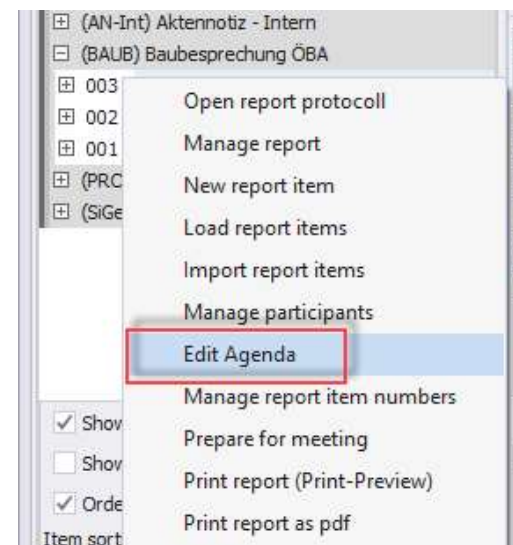 (AN-Int) Aktennotiz - Intern
(BAUB) Baubesprechung ÖBA
003
002
001
(PRC
(SiGe
Open report protocoll
Manage report
New report item
Load report items
Import report items
Manage participants
Edit Agenda
Manage report item numbers
Prepare for meeting
Print report (Print-Preview)
Print report as pdf
Show
Show
Orde
Item sort